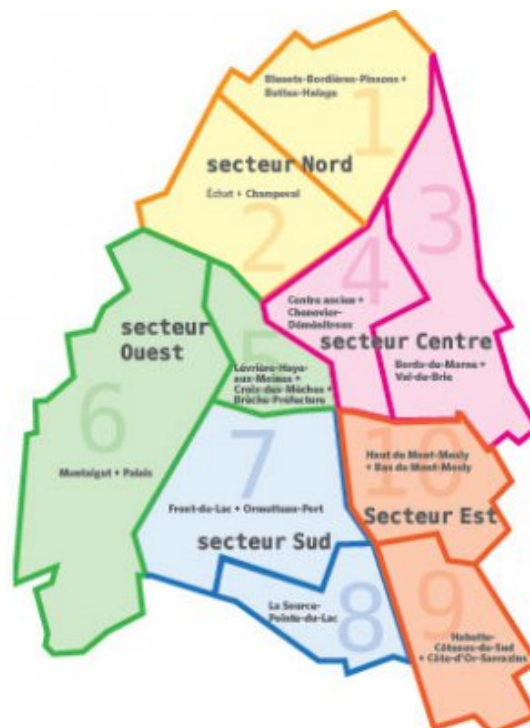 Bleuets-Bordières-Pinsons +
Buttes-Halage
1
secteur Nord
Échat + Champeval
2
3
4
Centre ancien +
Chenevier-
Déménitroux
secteur Centre
Bords-de-Marne +
Val-de-Brie
secteur
Ouest
5
Lévrière-Haye-
aux-Moines +
Croix-des-Mèches +
Brèche-Préfecture
6
Montaigut + Palais
7
Front-du-Lac + Ormetteau-Port
secteur Sud
10
Haut du Mont-Mesly
+ Bas du Mont-Mesly
Secteur Est
8
La Source-
Pointe-du-Lac
9
Habette-
Côteaux-du-Sud
+ Côte-d'Or-Sarrazins